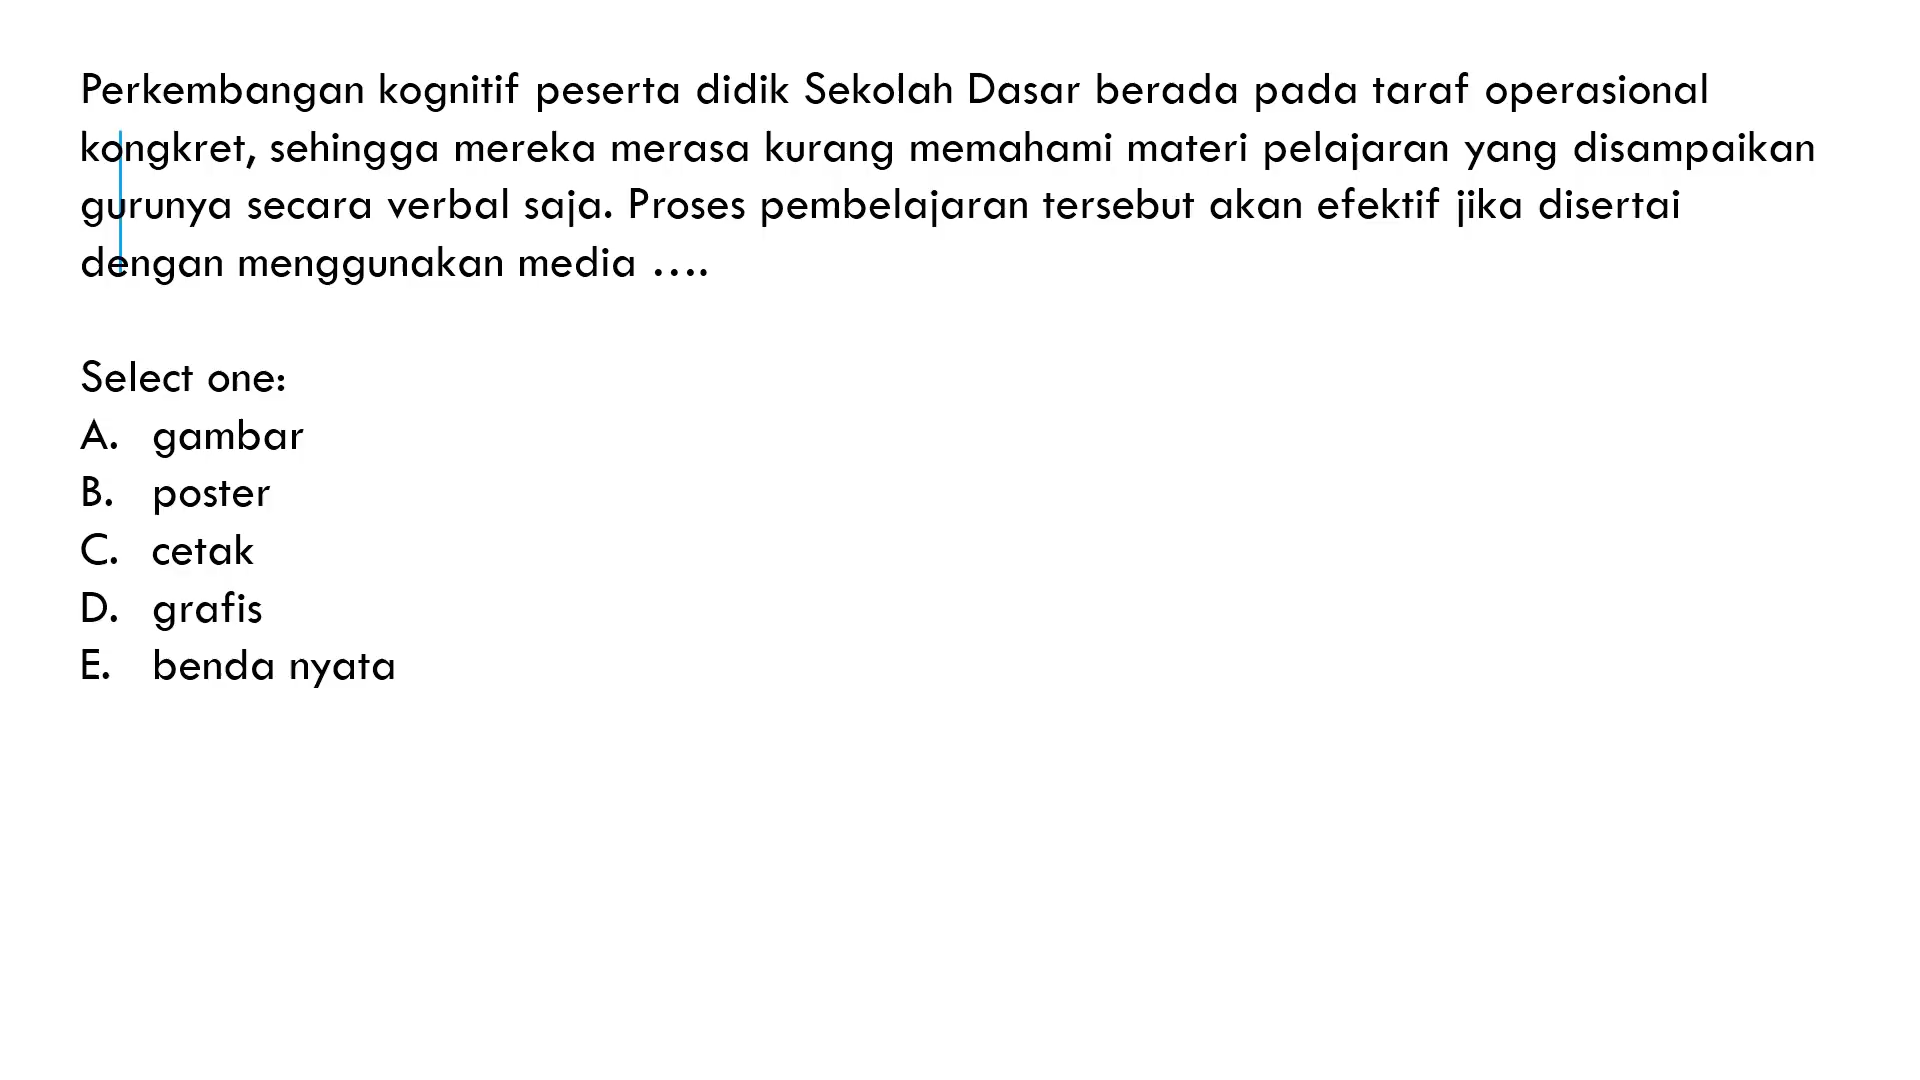 Perkembangan kognitif peserta didik Sekolah Dasar berada pada taraf operasional
kongkret, sehingga mereka merasa kurang memahami materi pelajaran yang disampaikan
gurunya secara verbal saja. Proses pembelajaran tersebut akan efektif jika disertai
dengan menggunakan media ….
Select one:
A. gambar
B. poster
C. cetak
D. grafis
E. benda nyata